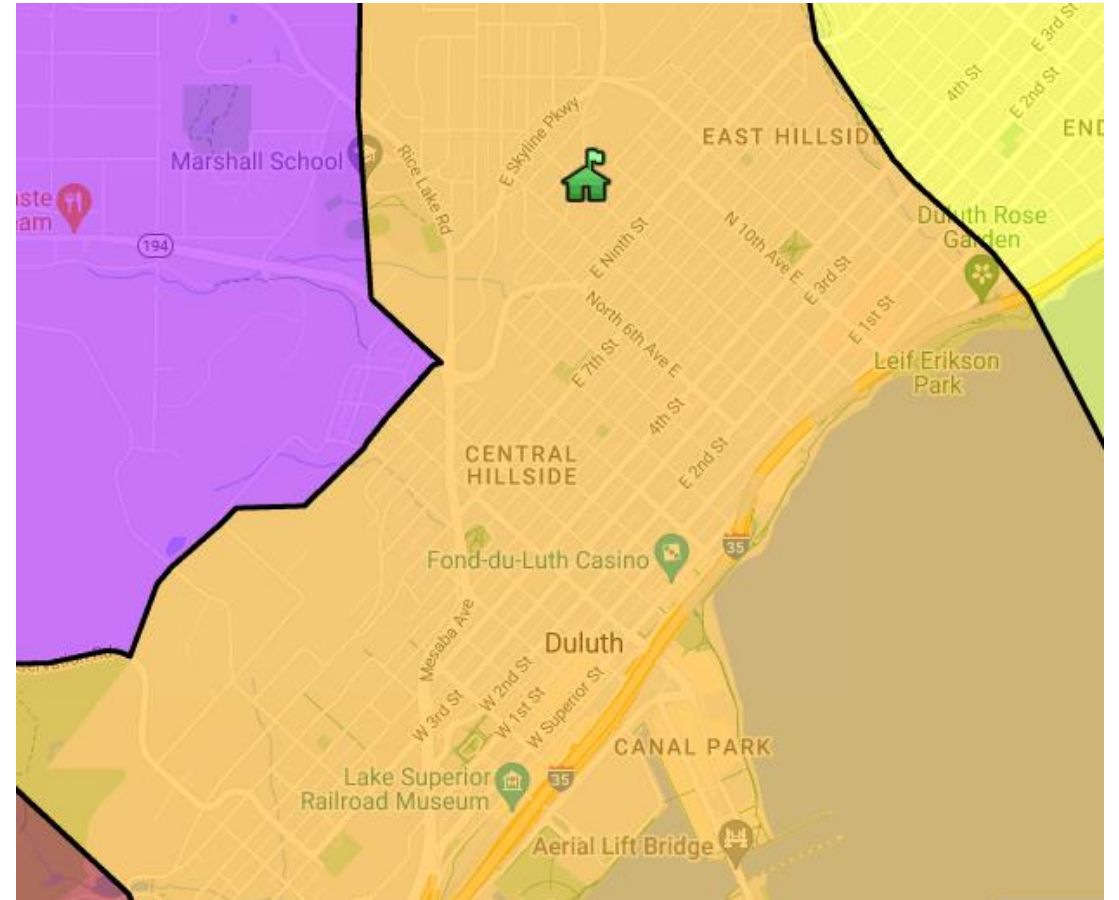 E 3rd St
4th St
E 2nd St
EAST HILLSIDE
END
Marshall School
E Skyline Pkwy
Rice Lake Rd
aste
am
194
Duluth Rose
Garden
N 10th Ave E
E Ninth St
E 3rd St
North 6th Ave E
E 1st St
E 7th St
Leif Erikson
Park
4th St
CENTRAL
HILLSIDE
E 2nd St
Fond-du-Luth Casino
35
Mesaba Ave
Duluth
W 2nd St
W 3rd St
W 1st St
W Superior St
CANAL PARK
Lake Superior
Railroad Museum
35
Aerial Lift Bridge